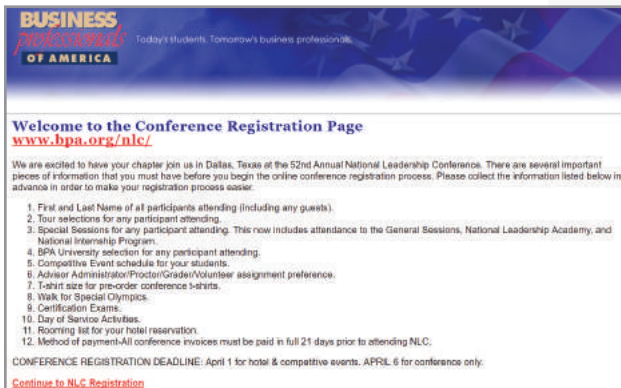 BUSINESS
professionals
OF AMERICA
Today's students. Tomorrow's business professionals.
Welcome to the Conference Registration Page
www.bpa.org/nlc/
We are excited to have your chapter join us in Dallas, Texas at the 52nd Annual National Leadership Conference. There are several important
pieces of information that you must have before you begin the online conference registration process. Please collect the information listed below in
advance in order to make your registration process easier.
1. First and Last Name of all participants attending (including any guests).
2. Tour selections for any participant attending.
3. Special Sessions for any participant attending. This now includes attendance to the General Sessions, National Leadership Academy, and
National Internship Program.
4. BPA University selection for any participant attending.
5. Competitive Event schedule for your students.
6. Advisor Administrator/Proctor/Grader/Volunteer assignment preference.
7. T-shirt size for pre-order conference t-shirts.
8. Walk for Special Olympics.
9. Certification Exams.
10. Day of Service Activities.
11. Rooming list for your hotel reservation.
12. Method of payment-All conference invoices must be paid in full 21 days prior to attending NLC.
CONFERENCE REGISTRATION DEADLINE: April 1 for hotel & competitive events. APRIL 6 for conference only.
Continue to NLC Registration